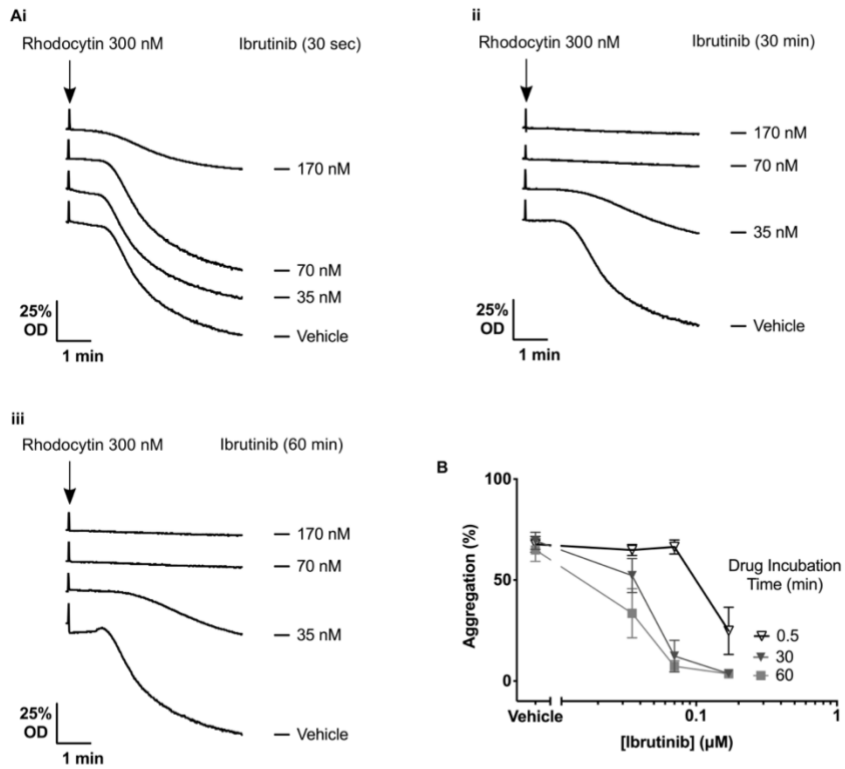 Ai
Rhodocytin 300 nM Ibrutinib (30 sec)
170 nM
70 nM
35 nM
Vehicle
25%
OD
1 min
ii
Rhodocytin 300 nM Ibrutinib (30 min)
170 nM
70 nM
35 nM
Vehicle
25%
OD
1 min
iii
Rhodocytin 300 nM Ibrutinib (60 min)
170 nM
70 nM
35 nM
Vehicle
25%
OD
1 min
B
100
50
0
Aggregation (%)
Drug Incubation
Time (min)
0.5
30
60
Vehicle 0.1 1
[Ibrutinib] (µM)